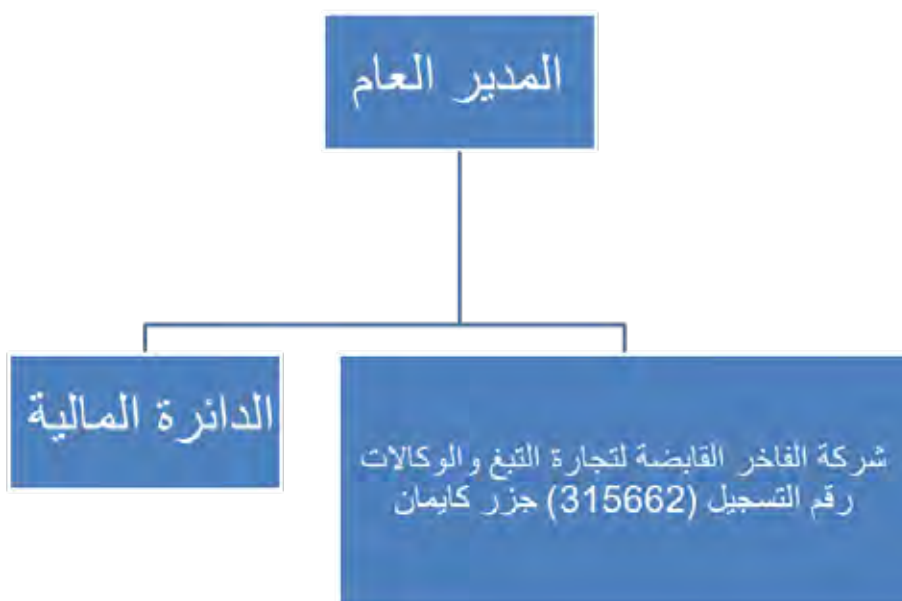 المدير العام
شركة الفاخر القابضة لتجارة التبغ والوكالات
رقم التسجيل (315662) جزر كايمان
الدائرة المالية